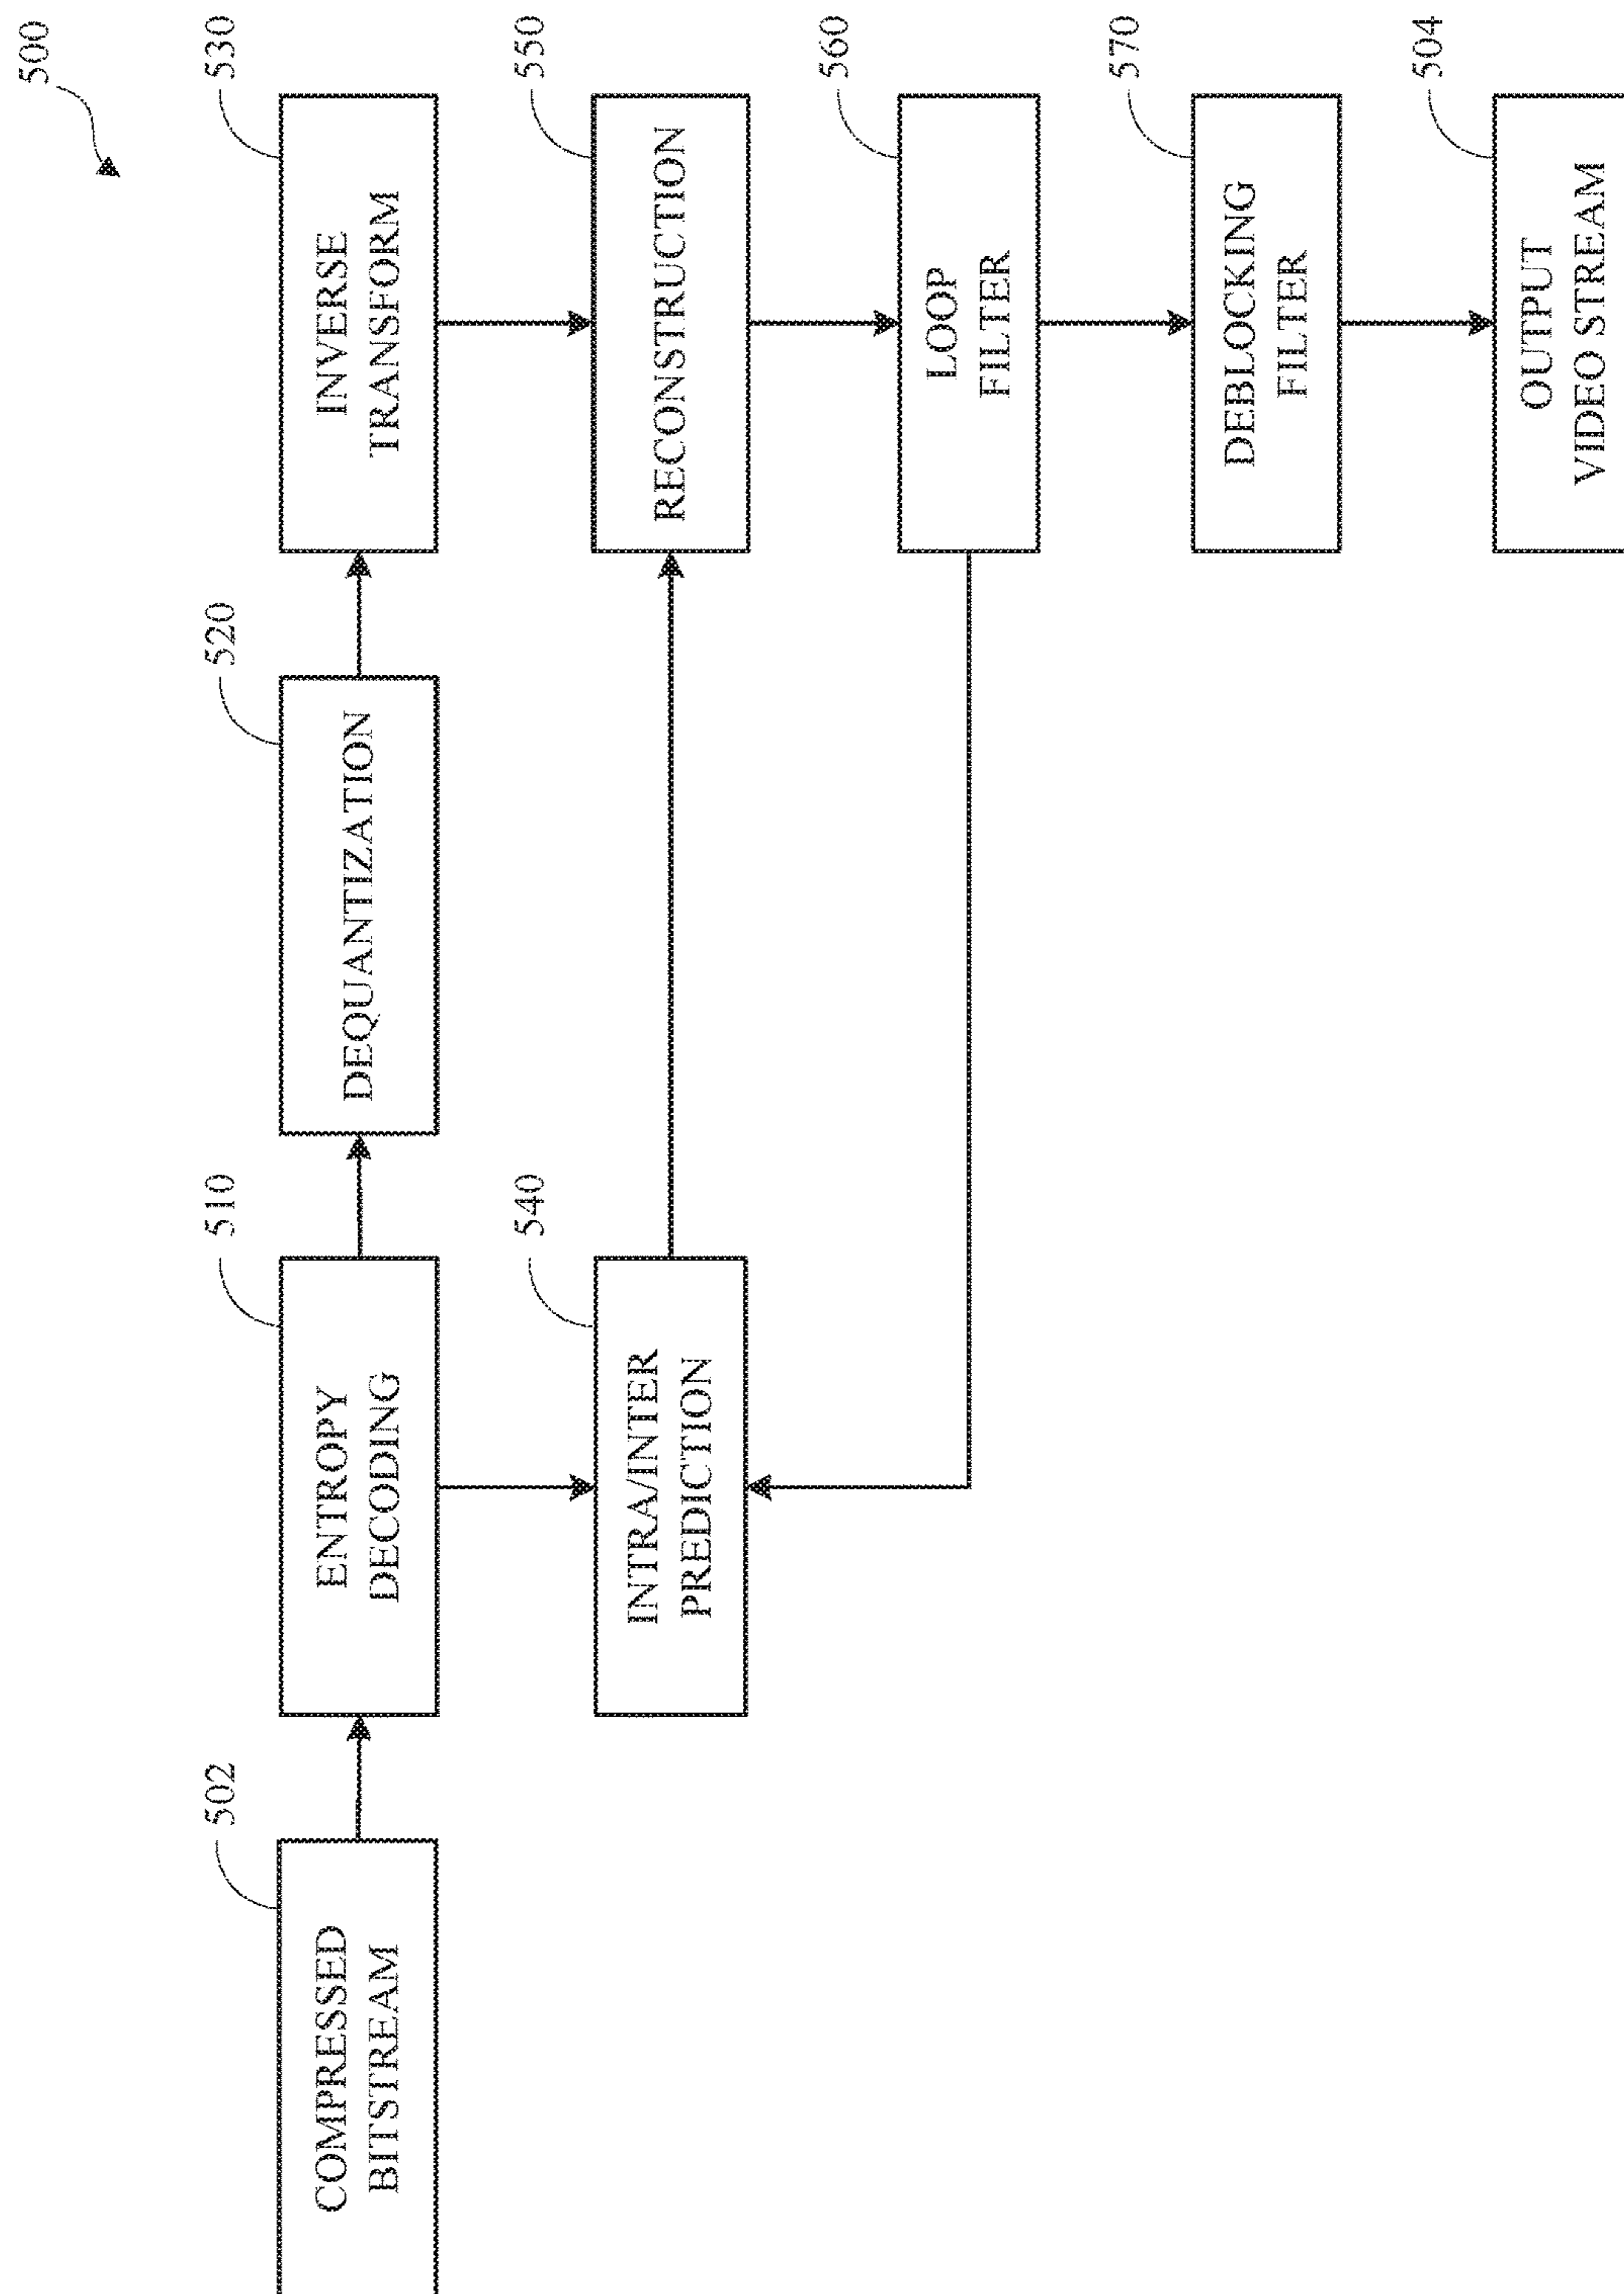 500
502
COMPRESSED
BITSTREAM
510
ENTROPY
DECODING
520
DEQUANTIZATION
530
INVERSE
TRANSFORM
540
INTRA/INTER
PREDICTION
550
RECONSTRUCTION
560
LOOP
FILTER
570
DEBLOCKING
FILTER
504
OUTPUT
VIDEO STREAM